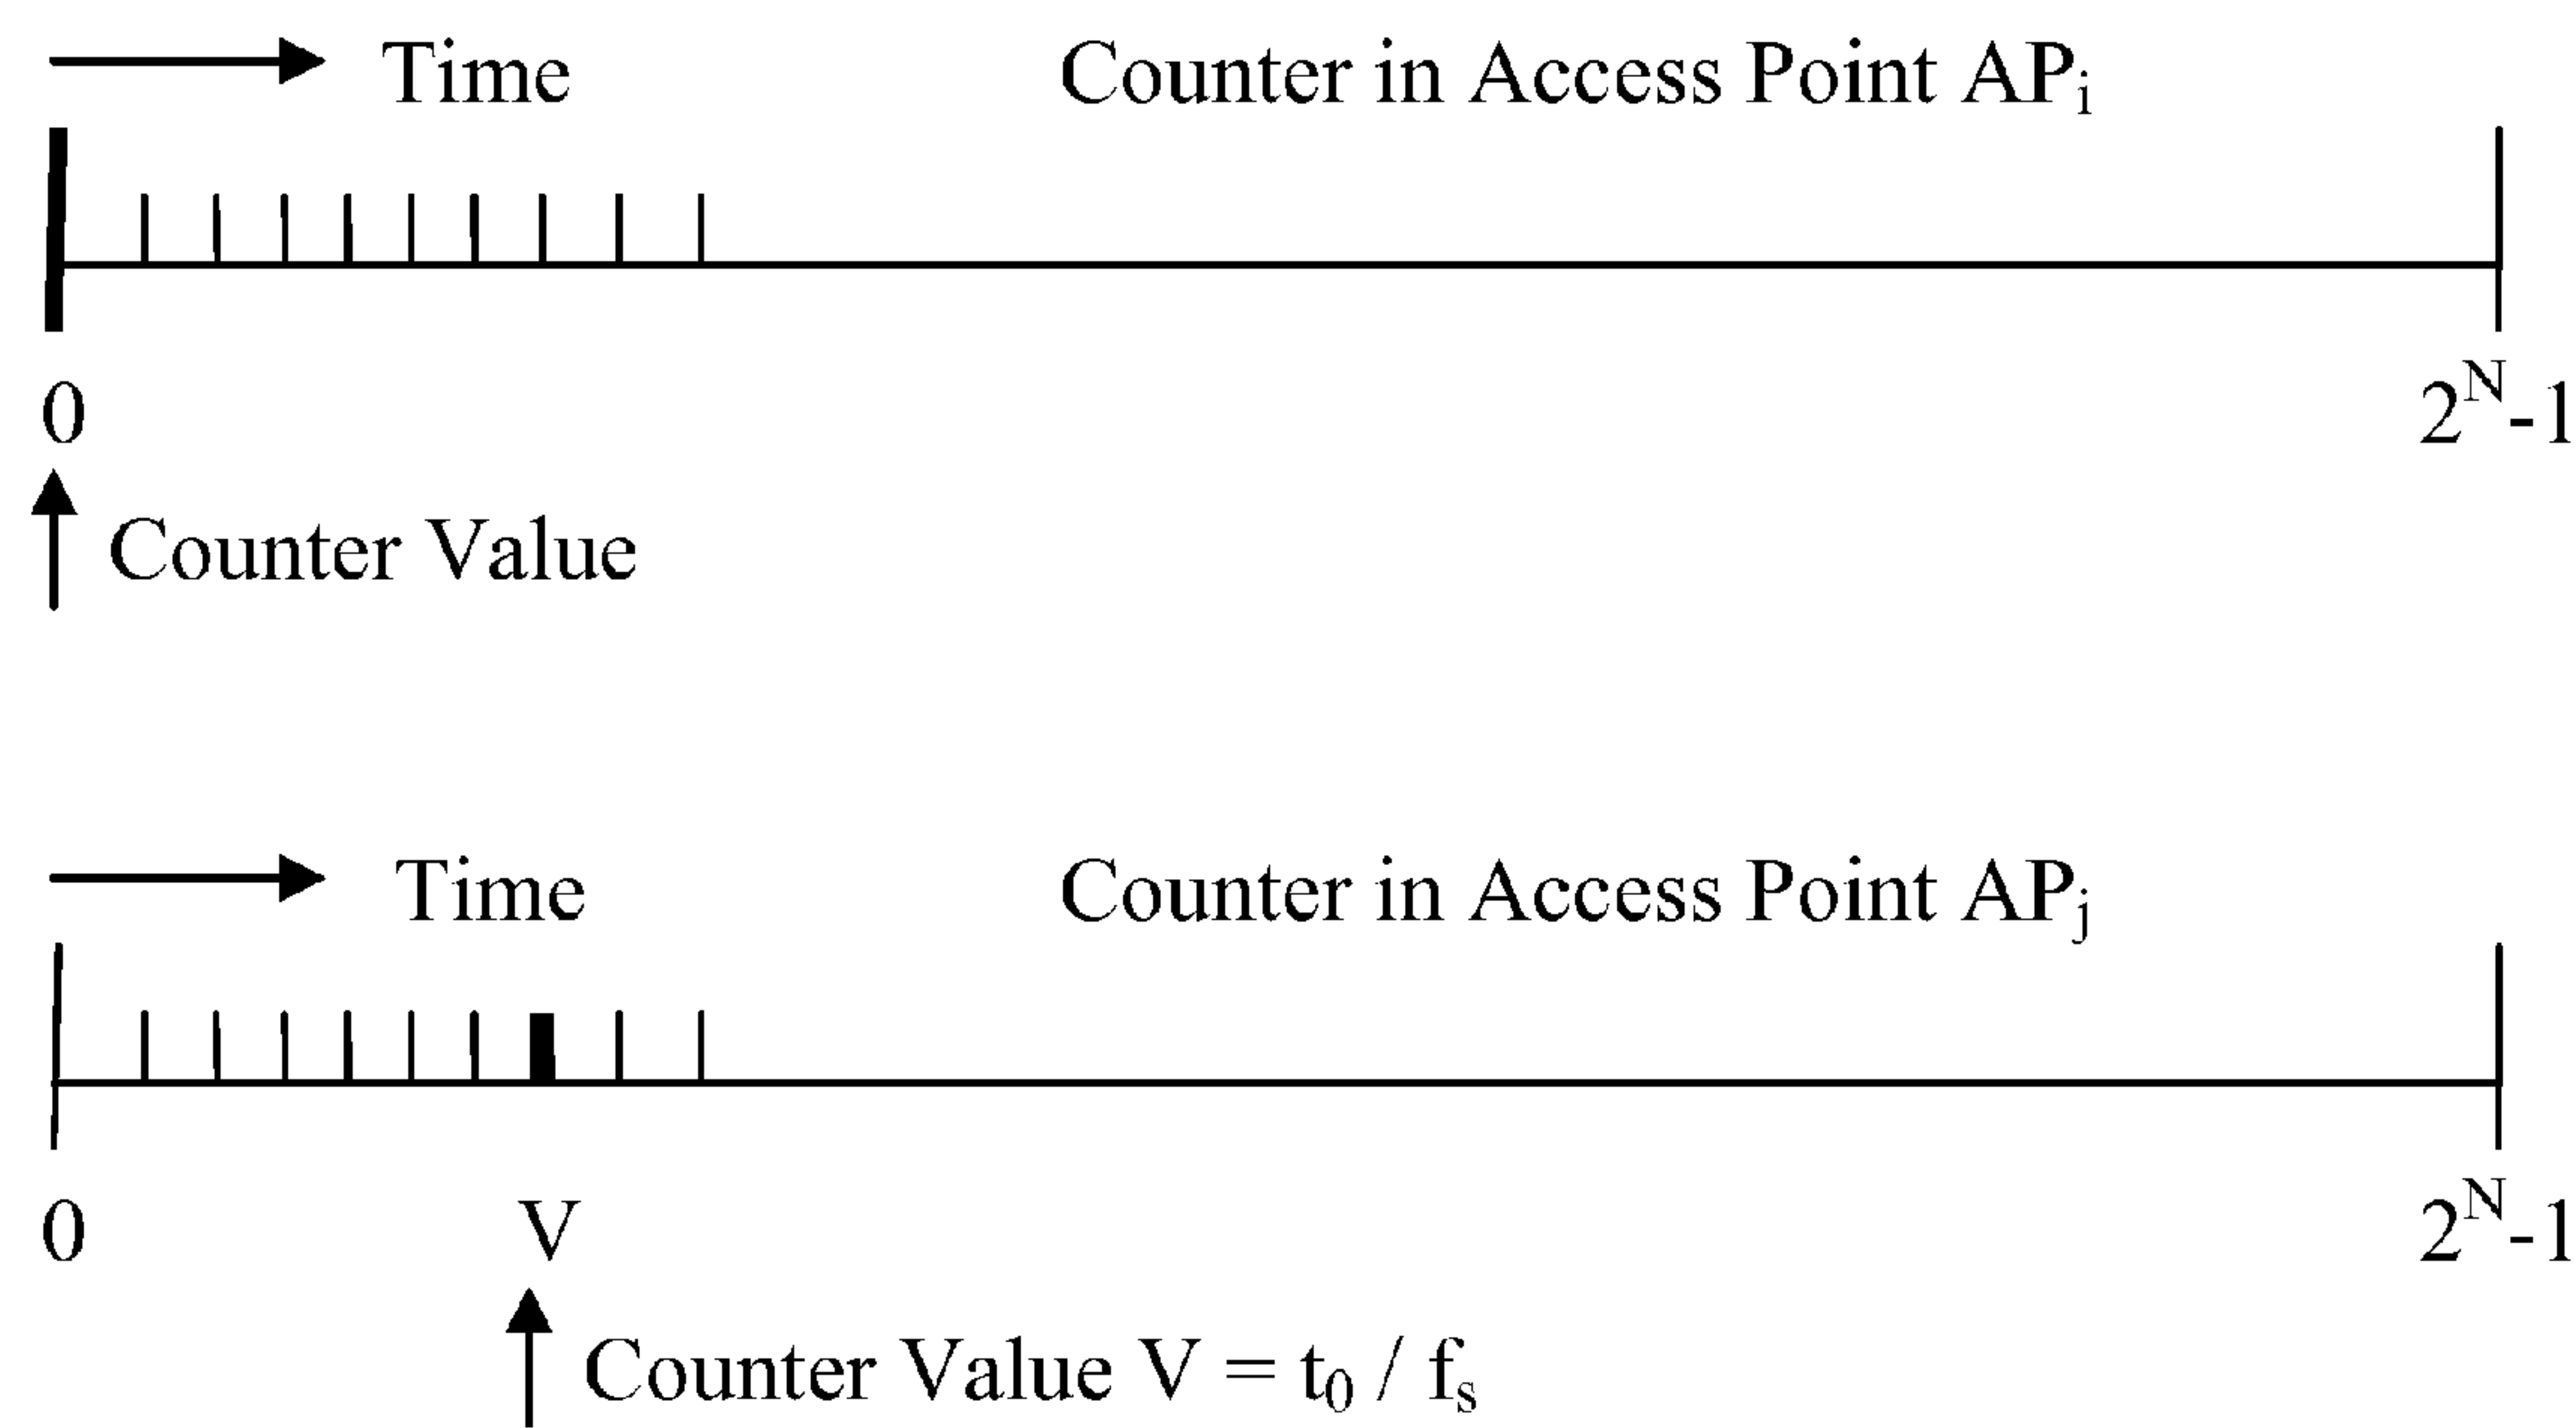 Time
Counter in Access Point APᵢ
0
2ᴺ-1
Counter Value
Time
Counter in Access Point APⱼ
0
V
2ᴺ-1
Counter Value V = t₀ / fₛ